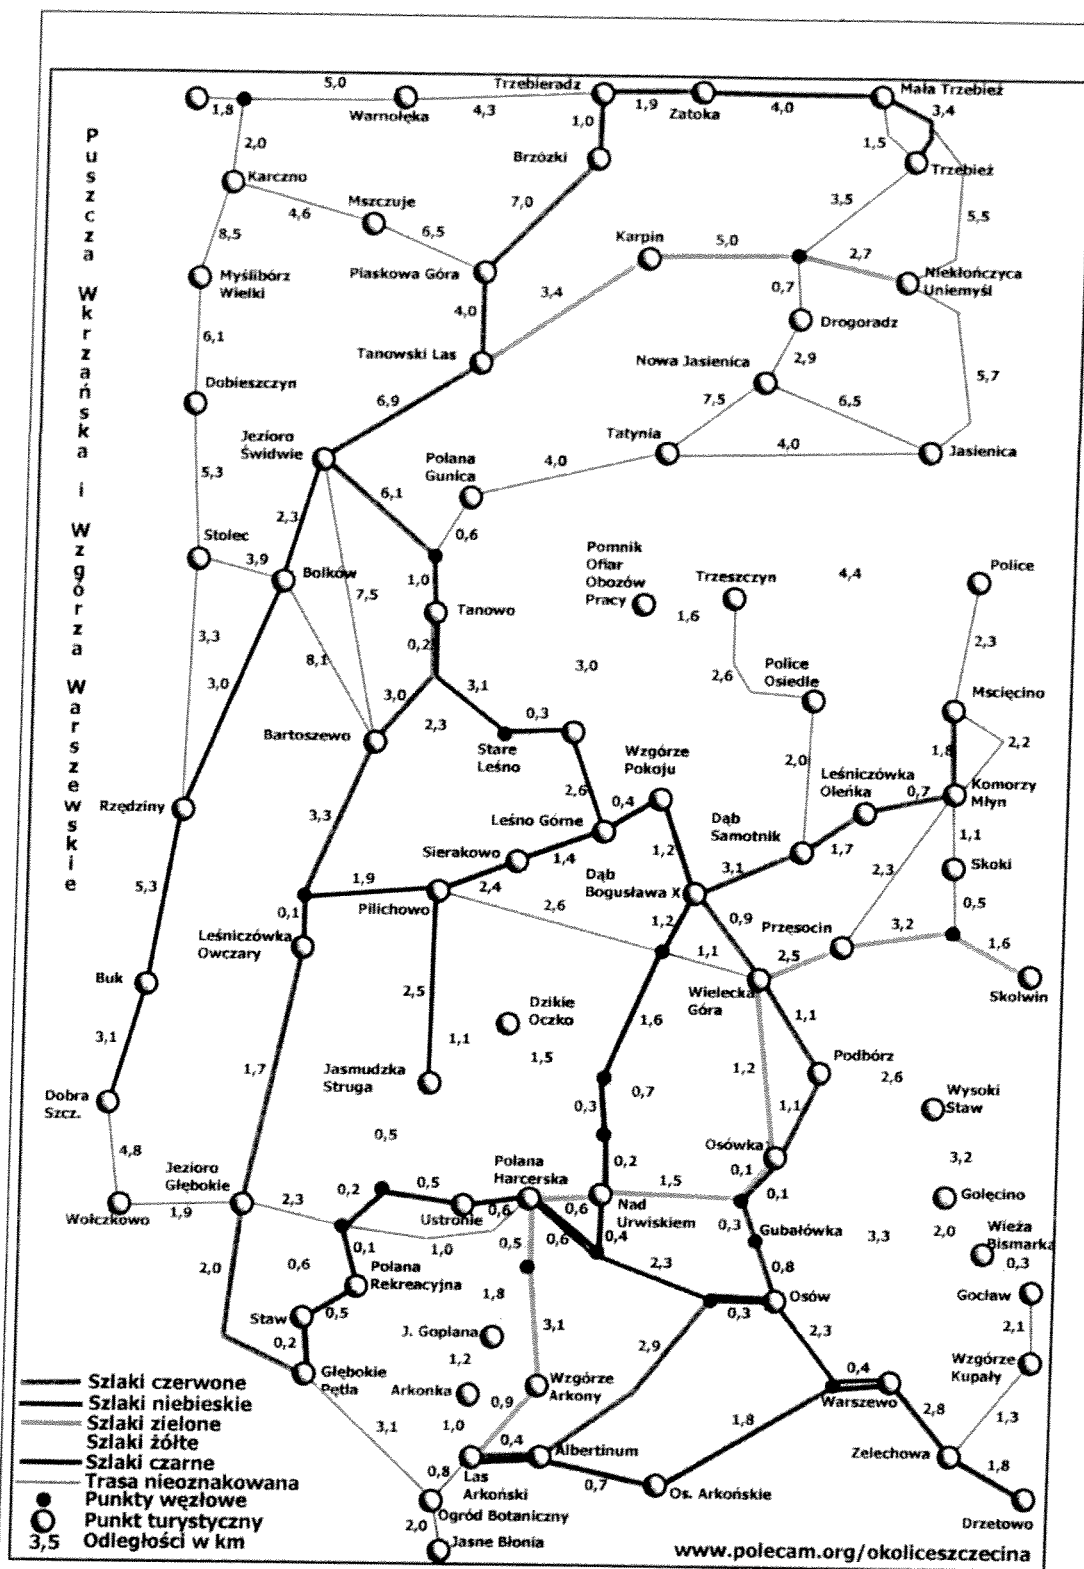 Puszcza Wkrzańska i Wzgórza Warszewskie
5,0
1,8
Warnołęka
4,3
Trzebieradz
1,9
Zatoka
4,0
Mała Trzebież
3,4
2,0
1,0
Brzózki
1,5
Trzebież
Karczno
4,6
Mszczuje
6,5
7,0
3,5
5,5
8,5
Karpin
5,0
2,7
Myślibórz
Wielki
Piaskowa Góra
3,4
Niekłończyca
Uniemyśl
4,0
0,7
Drogoradz
6,1
Tanowski Las
Nowa Jasienica
2,9
5,7
Dobieszczyn
6,9
7,5
6,5
Jezioro
Świdwie
Polana
Gunica
Tatynia
4,0
4,0
Jasienica
5,3
6,1
2,3
0,6
Stolec
3,9
Bolków
7,5
1,0
Tanowo
Pomnik
Ofiar
Obozów
Pracy
1,6
Trzeszczyn
4,4
Police
3,3
8,1
0,2
3,0
2,6
Police
Osiedle
2,3
3,0
3,0
3,1
2,3
0,3
Mscięcino
Bartoszewo
Stare
Leśno
Wzgórze
Pokoju
2,0
1,8
2,2
Rzędziny
3,3
2,6
0,4
Leśniczówka
Oleńka
0,7
Komorzy
Młyn
Leśno Górne
Dąb
Samotnik
1,7
1,1
Sierakowo
1,4
1,2
3,1
2,3
Skoki
5,3
1,9
Pilichowo
2,4
Dąb
Bogusława X
0,1
2,6
1,2
0,9
Przęsocin
3,2
0,5
Leśniczówka
Owczary
1,1
2,5
1,6
Buk
2,5
Wielecka
Góra
Skolwin
3,1
1,1
Dzikie
Oczko
1,5
1,6
1,1
1,7
Jasmudzka
Struga
1,2
Podbórz
2,6
Dobra
Szcz.
0,3
0,7
1,1
Wysoki
Staw
4,8
0,5
0,2
Osówka
3,2
Jezioro
Głębokie
0,2
0,5
Polana
Harcerska
1,5
0,1
0,1
Wołczkowo
1,9
2,3
Ustronie
0,6
0,6
Nad
Urwiskiem
0,3
Gubałówka
Golęcino
0,1
1,0
0,5
0,6
0,4
3,3
2,0
Wieża
Bismarka
0,3
2,0
0,6
Polana
Rekreacyjna
1,8
2,3
0,8
Staw
0,5
0,3
Osów
Gocław
0,2
J. Goplana
3,1
2,9
2,3
2,1
Głębokie
Pętla
1,2
Arkonka
0,9
Wzgórze
Arkony
0,4
Warszewo
Wzgórze
Kupały
3,1
1,0
1,8
2,8
1,3
0,4
Albertinum
Żelechowa
0,8
Las
Arkoński
0,7
Os. Arkońskie
1,8
Ogród Botaniczny
Drzetowo
2,0
Jasne Błonia
Szlaki czerwone
Szlaki niebieskie
Szlaki zielone
Szlaki żółte
Szlaki czarne
Trasa nieoznakowana
Punkty węzłowe
Punkt turystyczny
3,5 Odległości w km
www.polecam.org/okoliceszczecina